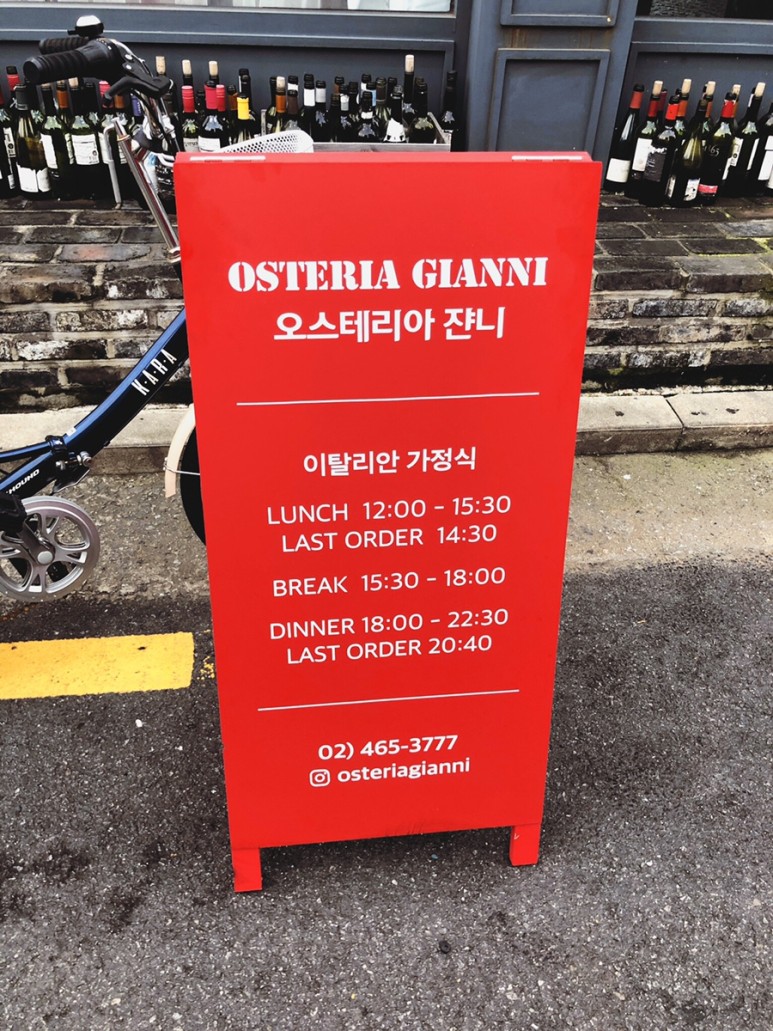 OSTERIA GIANNI
오스테리아 쟌니
이탈리안 가정식
LUNCH 12:00 - 15:30
LAST ORDER 14:30
BREAK 15:30 - 18:00
DINNER 18:00 - 22:30
LAST ORDER 20:40
02) 465-3777
osteriagianni
K·A·R·A
HOUND